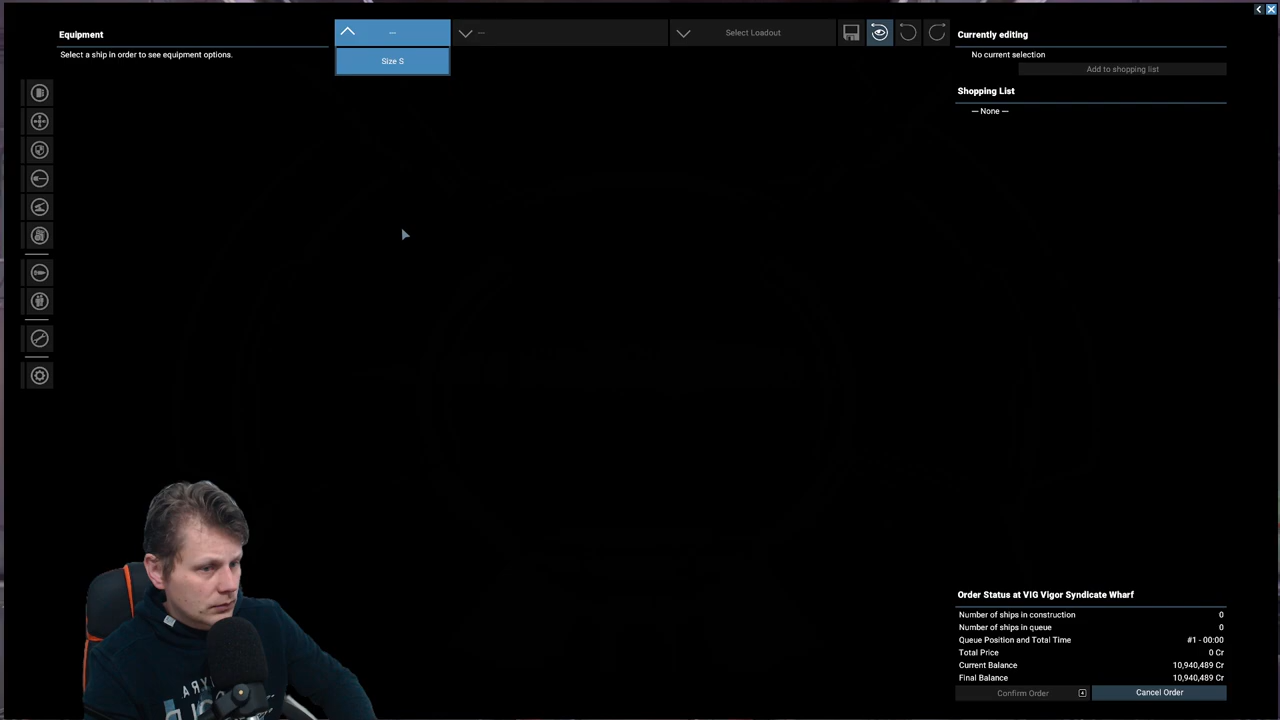 Equipment
Select a ship in order to see equipment options.
---
Size S
---
Select Loadout
Currently editing
No current selection
Add to shopping list
Shopping List
--- None ---
Order Status at VIG Vigor Syndicate Wharf
Number of ships in construction 0
Number of ships in queue 0
Queue Position and Total Time #1 - 00:00
Total Price 0 Cr
Current Balance 10,940,489 Cr
Final Balance 10,940,489 Cr
Confirm Order
Cancel Order